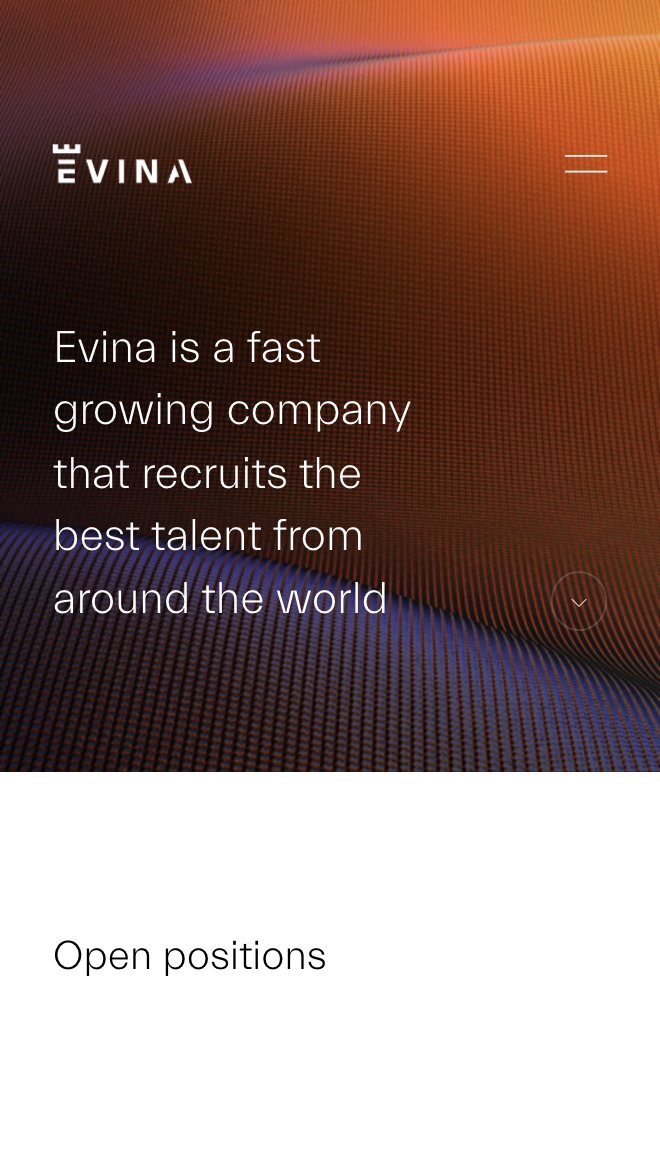 EVINA
Evina is a fast
growing company
that recruits the
best talent from
around the world
Open positions